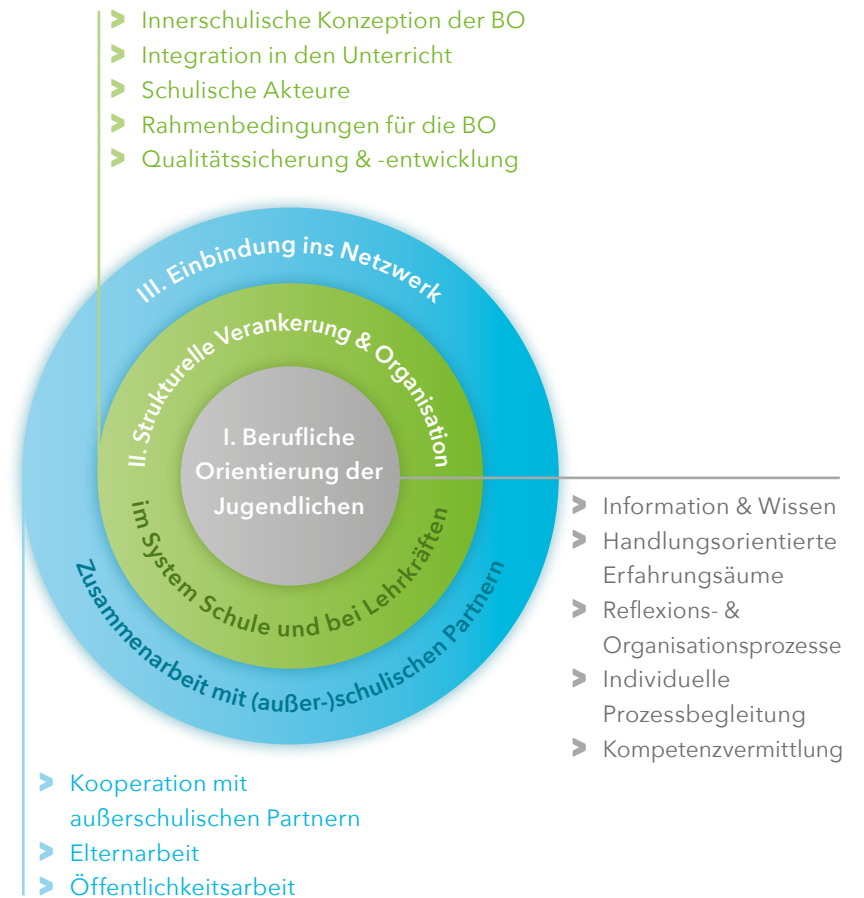 > Innerschulische Konzeption der BO
> Integration in den Unterricht
> Schulische Akteure
> Rahmenbedingungen für die BO
> Qualitätssicherung & -entwicklung
III. Einbindung ins Netzwerk
II. Strukturelle Verankerung & Organisation
I. Berufliche
Orientierung der
Jugendlichen
im System Schule und bei Lehrkräften
Zusammenarbeit mit (außer-)schulischen Partnern
> Information & Wissen
> Handlungsorientierte
Erfahrungsäume
> Reflexions- &
Organisationsprozesse
> Individuelle
Prozessbegleitung
> Kompetenzvermittlung
> Kooperation mit
außerschulischen Partnern
> Elternarbeit
> Öffentlichkeitsarbeit